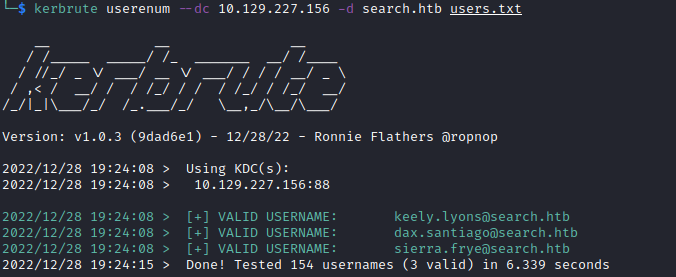 └─$ kerbrute userenum --dc 10.129.227.156 -d search.htb users.txt
kerbrute
Version: v1.0.3 (9dad6e1) - 12/28/22 - Ronnie Flathers @ropnop
2022/12/28 19:24:08 >  Using KDC(s):
2022/12/28 19:24:08 >   10.129.227.156:88
2022/12/28 19:24:08 >  [+] VALID USERNAME:       keely.lyons@search.htb
2022/12/28 19:24:08 >  [+] VALID USERNAME:       dax.santiago@search.htb
2022/12/28 19:24:08 >  [+] VALID USERNAME:       sierra.frye@search.htb
2022/12/28 19:24:15 >  Done! Tested 154 usernames (3 valid) in 6.339 seconds